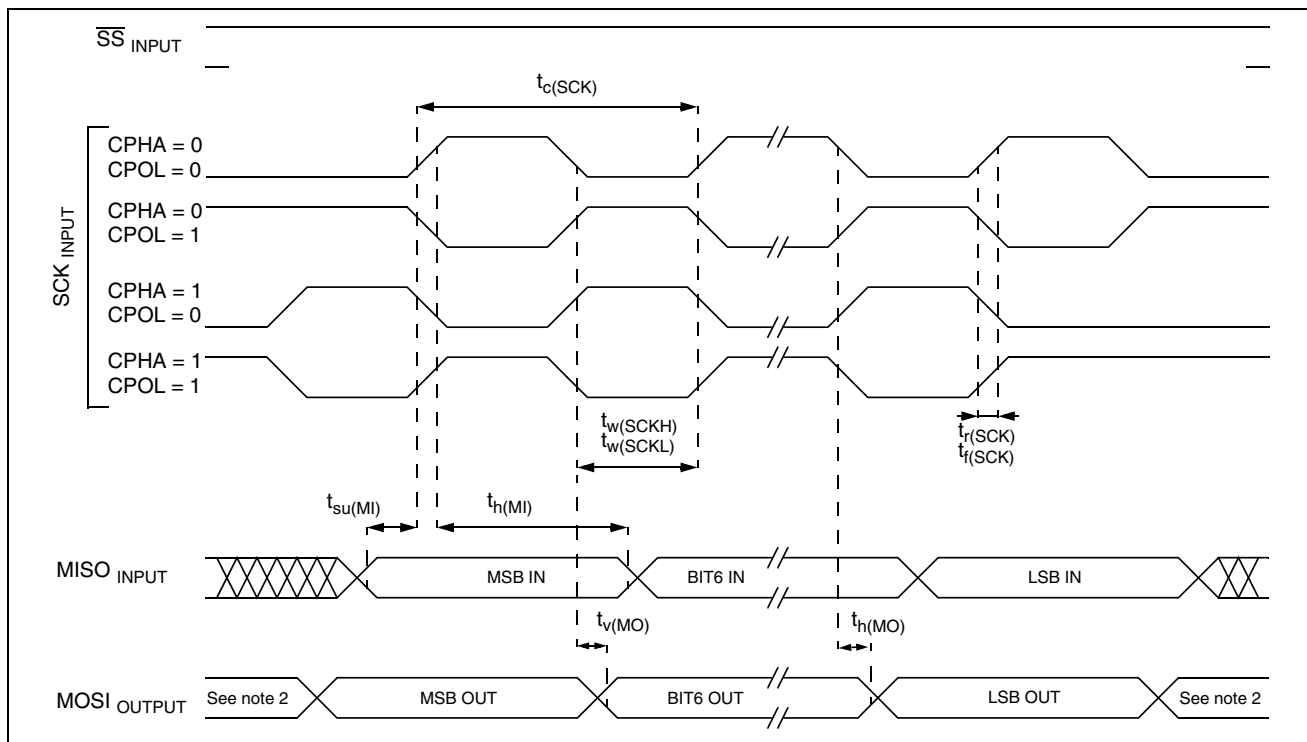 SS INPUT
tc(SCK)
SCK INPUT
CPHA = 0
CPOL = 0
CPHA = 0
CPOL = 1
CPHA = 1
CPOL = 0
CPHA = 1
CPOL = 1
tw(SCKH)
tw(SCKL)
tr(SCK)
tf(SCK)
tsu(MI)
th(MI)
MISO INPUT
MSB IN
BIT6 IN
LSB IN
tv(MO)
th(MO)
MOSI OUTPUT
See note 2
MSB OUT
BIT6 OUT
LSB OUT
See note 2